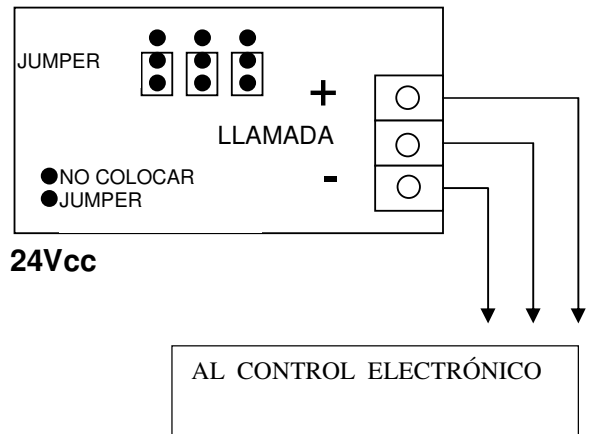 JUMPER
+
LLAMADA
-
NO COLOCAR
JUMPER
24Vcc
AL CONTROL ELECTRÓNICO